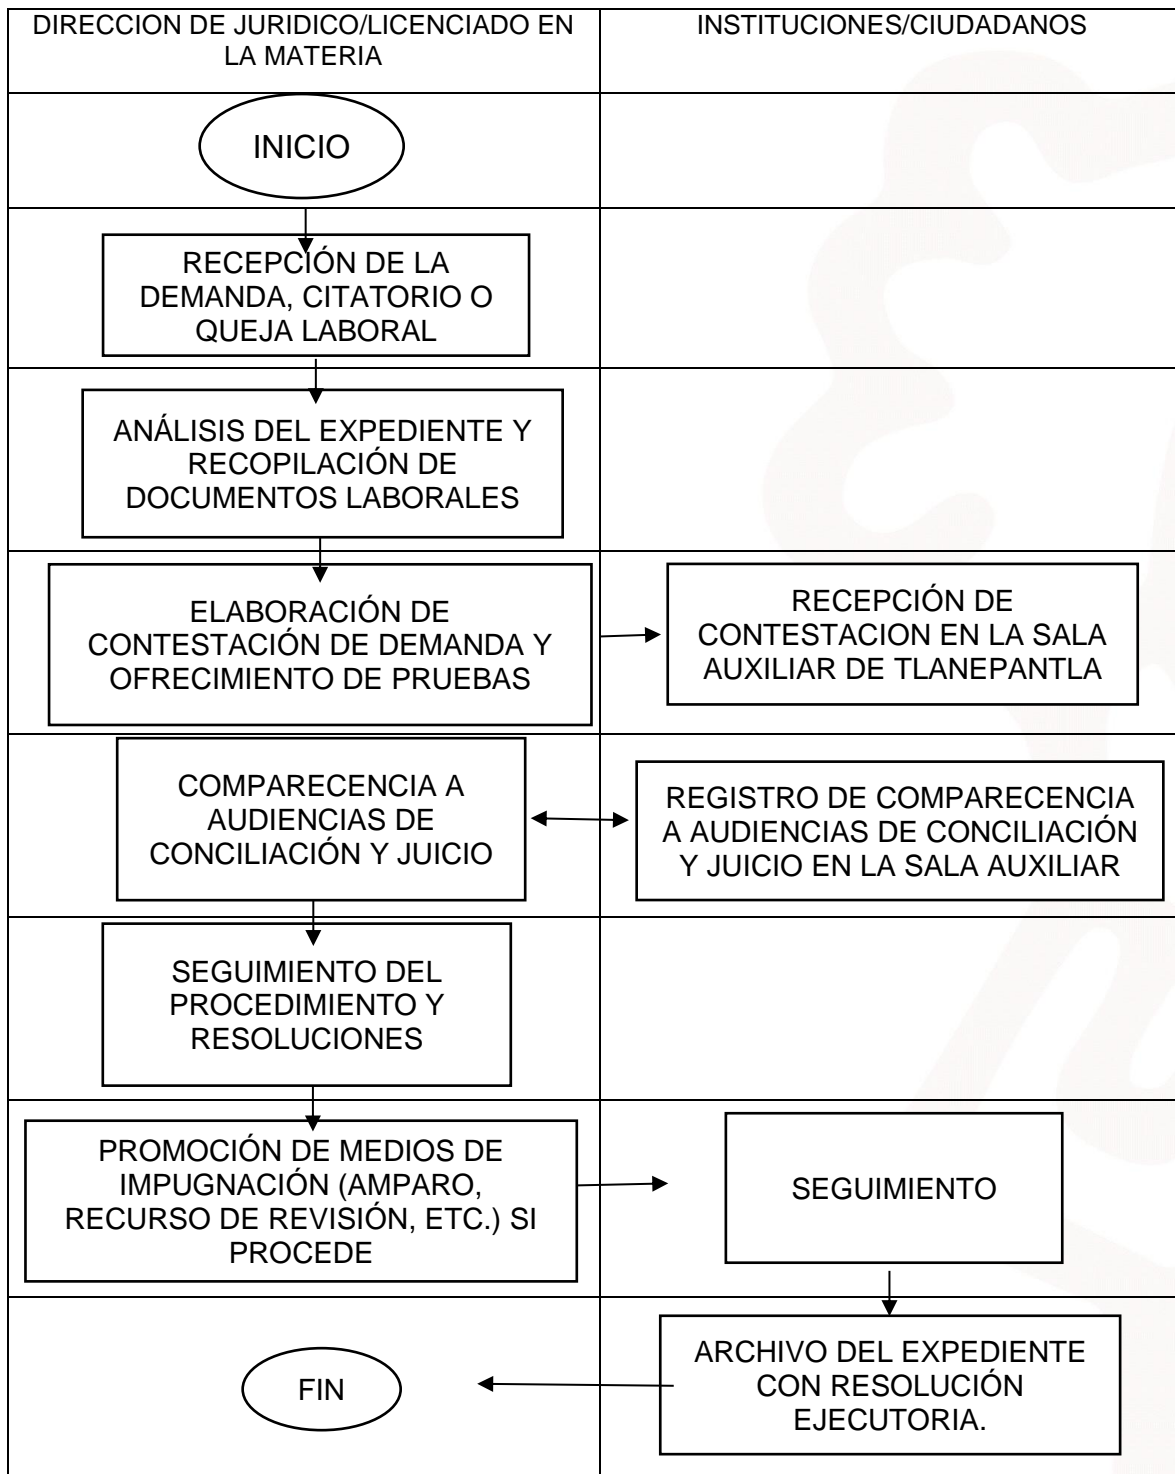 DIRECCION DE JURIDICO/LICENCIADO EN
LA MATERIA
INSTITUCIONES/CIUDADANOS
INICIO
RECEPCIÓN DE LA
DEMANDA, CITATORIO O
QUEJA LABORAL
ANÁLISIS DEL EXPEDIENTE Y
RECOPILACIÓN DE
DOCUMENTOS LABORALES
ELABORACIÓN DE
CONTESTACIÓN DE DEMANDA Y
OFRECIMIENTO DE PRUEBAS
RECEPCIÓN DE
CONTESTACION EN LA SALA
AUXILIAR DE TLANEPANTLA
COMPARECENCIA A
AUDIENCIAS DE
CONCILIACIÓN Y JUICIO
REGISTRO DE COMPARECENCIA
A AUDIENCIAS DE CONCILIACIÓN
Y JUICIO EN LA SALA AUXILIAR
SEGUIMIENTO DEL
PROCEDIMIENTO Y
RESOLUCIONES
PROMOCIÓN DE MEDIOS DE
IMPUGNACIÓN (AMPARO,
RECURSO DE REVISIÓN, ETC.) SI
PROCEDE
SEGUIMIENTO
ARCHIVO DEL EXPEDIENTE
CON RESOLUCIÓN
EJECUTORIA.
FIN